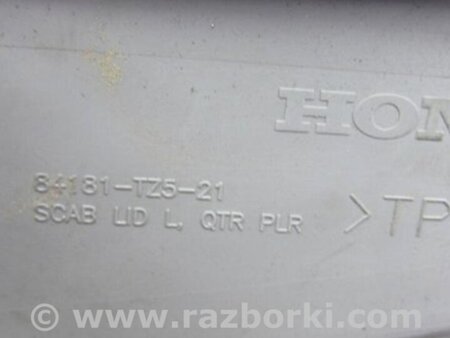 HON
84181-TZ5-21
SCAB LID L, QTR PLR
>TP
© www.razborki.com